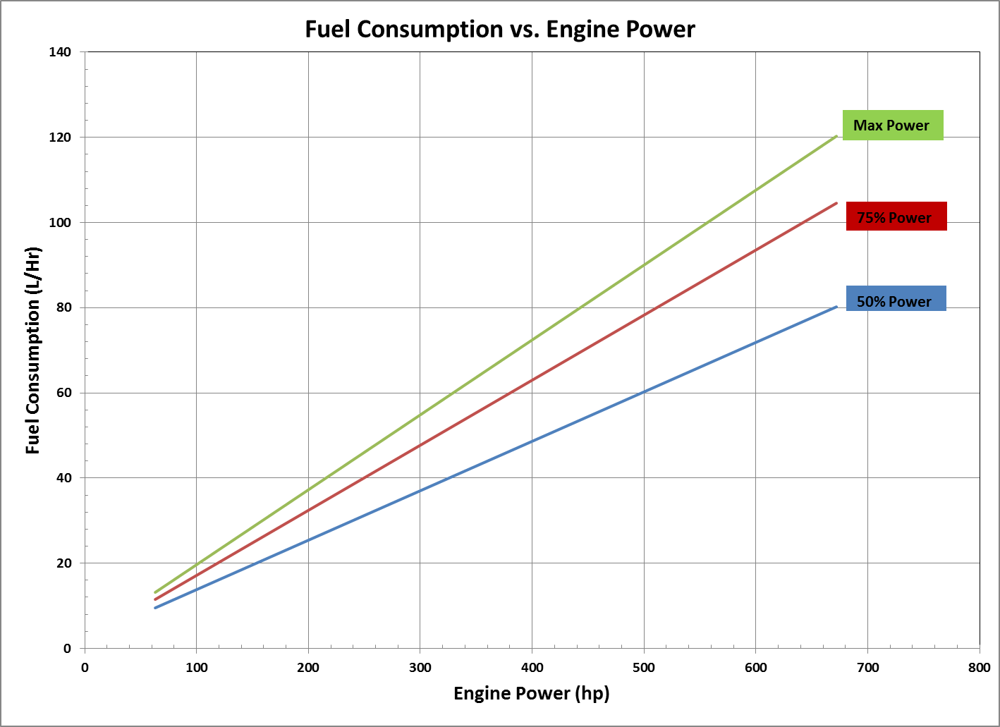 Fuel Consumption vs. Engine Power
140
120
100
80
60
40
20
0
Fuel Consumption (L/Hr)
Max Power
75% Power
50% Power
0 100 200 300 400 500 600 700 800
Engine Power (hp)